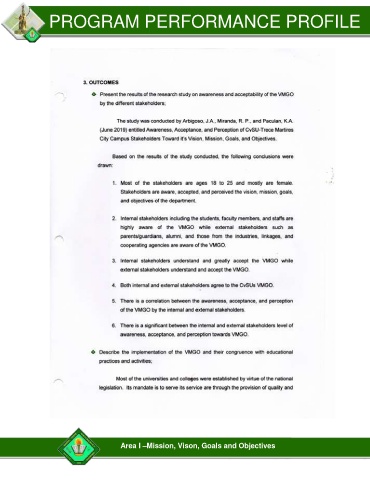 PROGRAM PERFORMANCE PROFILE
3. OUTCOMES
❖ Present the results of the research study on awareness and acceptability of the VMGO
by the different stakeholders;
The study was conducted by Arbigoso, J.A., Mirande, R. P., and Paculan, K.A.
(June 2019) entitled Awareness, Acceptance, and Perception of CvSU-Trece Martires
City Campus Stakeholders Toward it's Vision, Mission, Goals, and Objectives.
Based on the results of the study conducted, the following conclusions were
drawn:
1. Most of the stakeholders are ages 18 to 25 and mostly are female.
Stakeholders are aware, accepted, and perceived the vision, mission, goals,
and objectives of the department.
2. Internal stakeholders including the students, faculty members, and staffs are
highly aware of the VMGO while external stakeholders such as
parents/guardians, alumni, and those from the industries, linkages, and
cooperating agencies are aware of the VMGO.
3. Internal stakeholders understand and greatly accept the VMGO while
external stakeholders understand and accept the VMGO.
4. Both internal and external stakeholders agree to the CvSUs VMGO.
5. There is a correlation between the awareness, acceptance, and perception
of the VMGO by the internal and external stakeholders.
6. There is a significant between the internal and external stakeholders level of
awareness, acceptance, and perception towards VMGO.
❖ Describe the implementation of the VMGO and their congruence with educational
practices and activities;
Most of the universities and colleges were established by virtue of the national
legislation. Its mandate is to serve its service are through the provision of quality and
Area I –Mission, Vison, Goals and Objectives